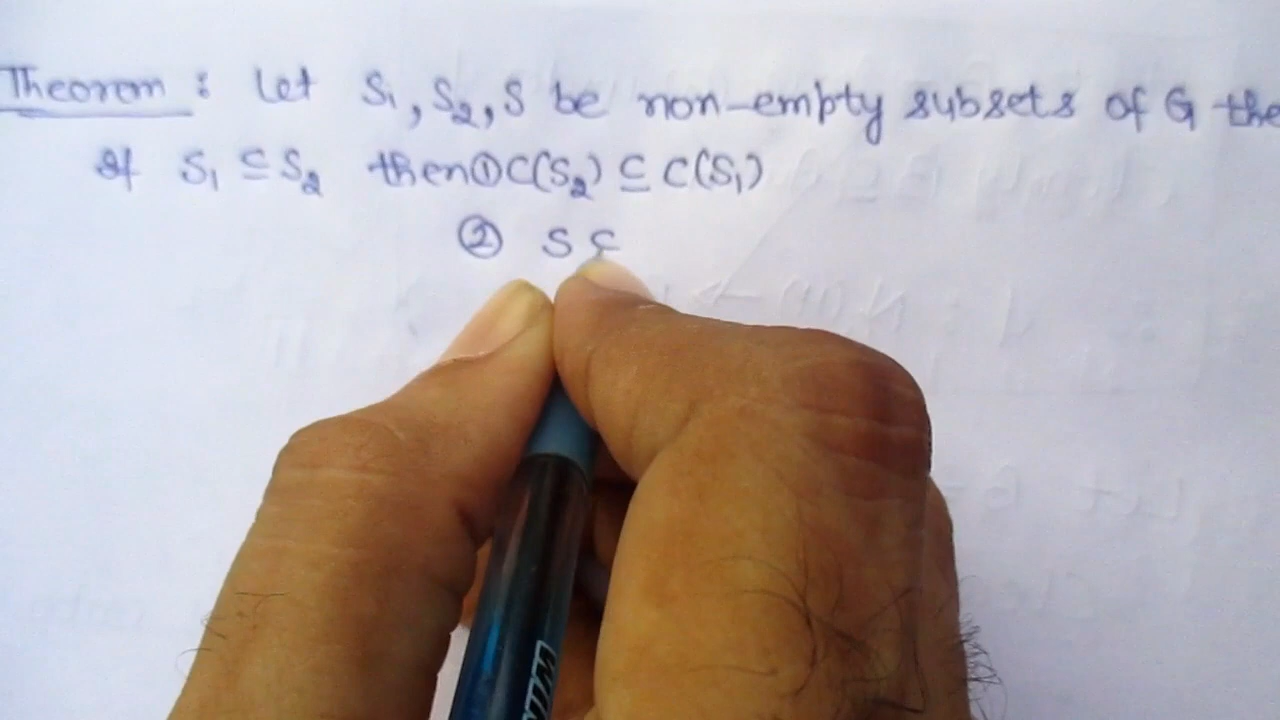 Theorem : Let S₁, S₂, S be non-empty subsets of G the
If S₁ ⊆ S₂ then ① C(S₂) ⊆ C(S₁)
② S ⊆